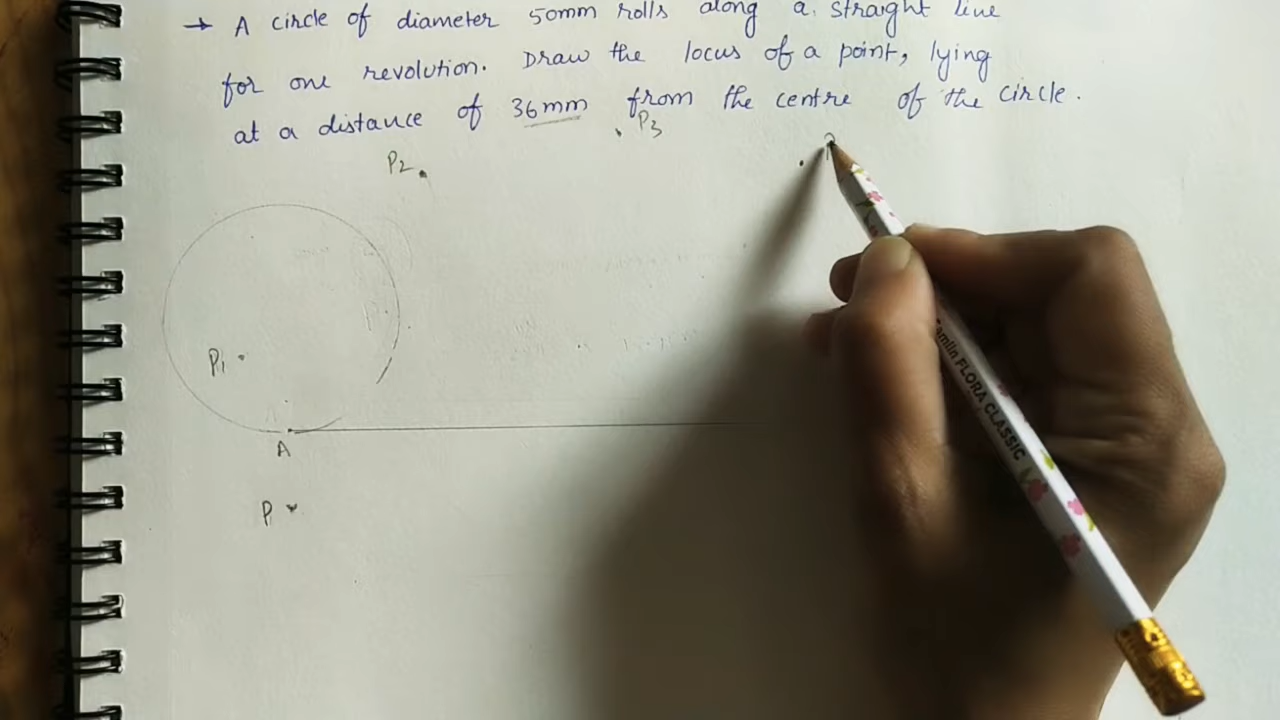 → A circle of diameter 50mm rolls along a straight line
for one revolution. Draw the locus of a point, lying
at a distance of 36mm from the centre of the circle.
P3
P2
P1
A
P
Camlin FLORA CLASSIC